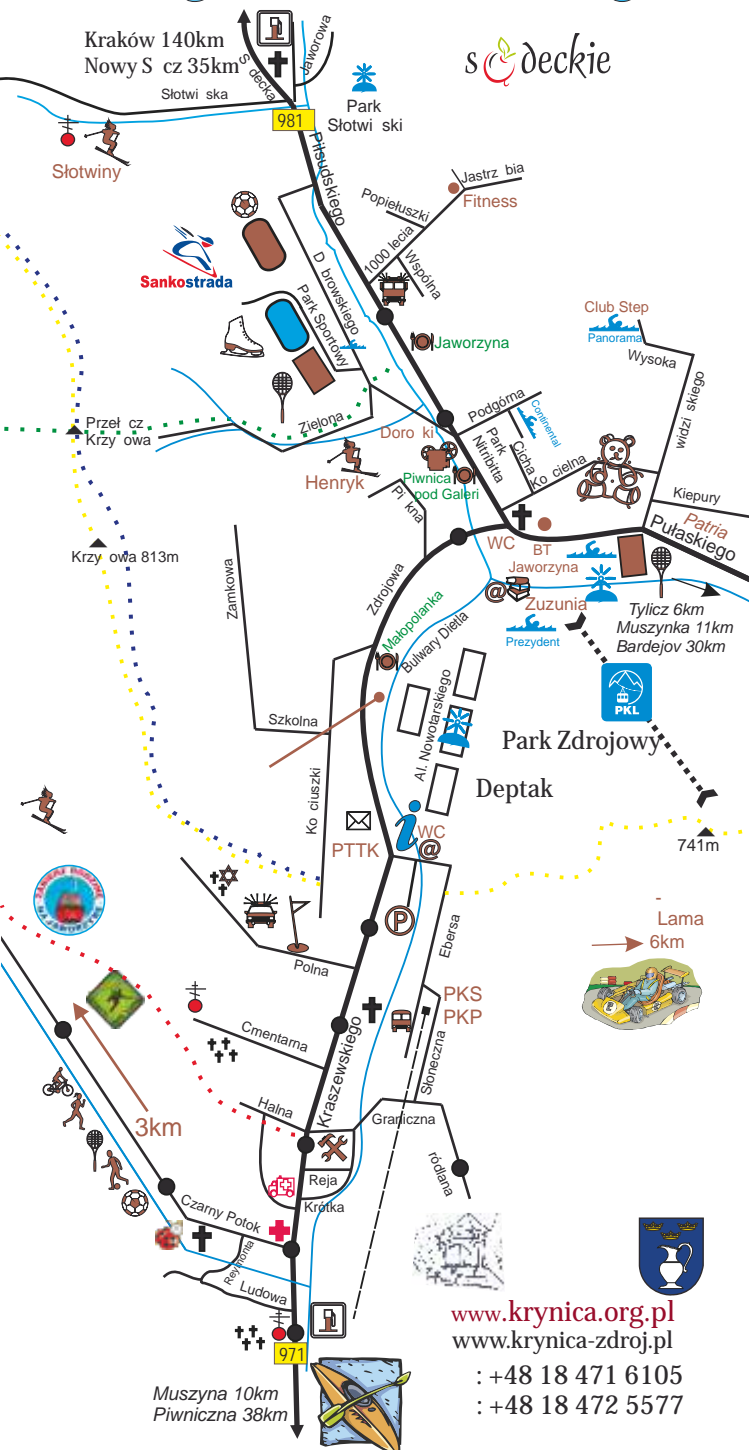 Kraków 140km
Nowy S cz 35km
S decka
Jaworowa
sądeckie
Słotwi ska
Park
Słotwi ski
981
Piłsudskiego
Słotwiny
Jastrz bia
Fitness
Popiełuszki
1000 lecia
Wspólna
Sankostrada
D browskiego
Park Sportowy
Club Step
Panorama
Jaworzyna
Wysoka
widzi skiego
Podgórna
Continental
Przeł cz
Krzy owa
Zielona
Doro ki
Park
Nitribitta
Cicha
Ko cielna
Henryk
Piwnica
pod Galeri
Pi kna
Kiepury
Patria
Pułaskiego
WC
BT
Jaworzyna
Krzy owa 813m
Zamkowa
Zdrojowa
@
Zuzunia
Tylicz 6km
Muszynka 11km
Bardejov 30km
Małopolanka
Bulwary Dietla
Prezydent
PKL
Szkolna
Al. Nowotarskiego
Park Zdrojowy
Deptak
Ko ciuszki
i
WC
PTTK
@
741m
ZAWSZE RODZINNIE
NA JAWORZYNĘ
P
Ebersa
-
Lama
6km
Polna
PKS
PKP
Cmentarna
Kraszewskiego
Słoneczna
3km
Halna
Graniczna
Reja
Krótka
ródlana
Czarny Potok
Reymonta
Ludowa
971
www.krynica.org.pl
www.krynica-zdroj.pl
: +48 18 471 6105
: +48 18 472 5577
Muszyna 10km
Piwniczna 38km